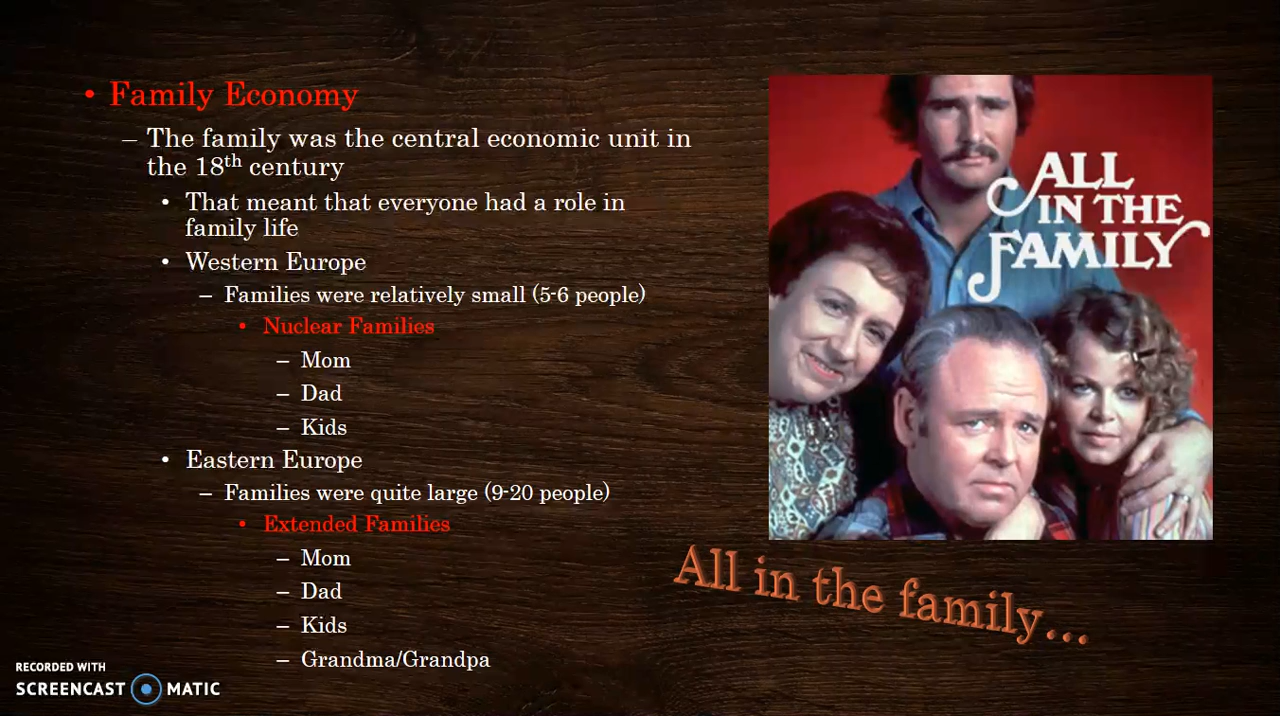 • Family Economy
– The family was the central economic unit in
the 18th century
• That meant that everyone had a role in
family life
• Western Europe
– Families were relatively small (5-6 people)
• Nuclear Families
– Mom
– Dad
– Kids
• Eastern Europe
– Families were quite large (9-20 people)
• Extended Families
– Mom
– Dad
– Kids
– Grandma/Grandpa
ALL
IN THE
FAMILY
All in the family...
RECORDED WITH
SCREENCAST MATIC